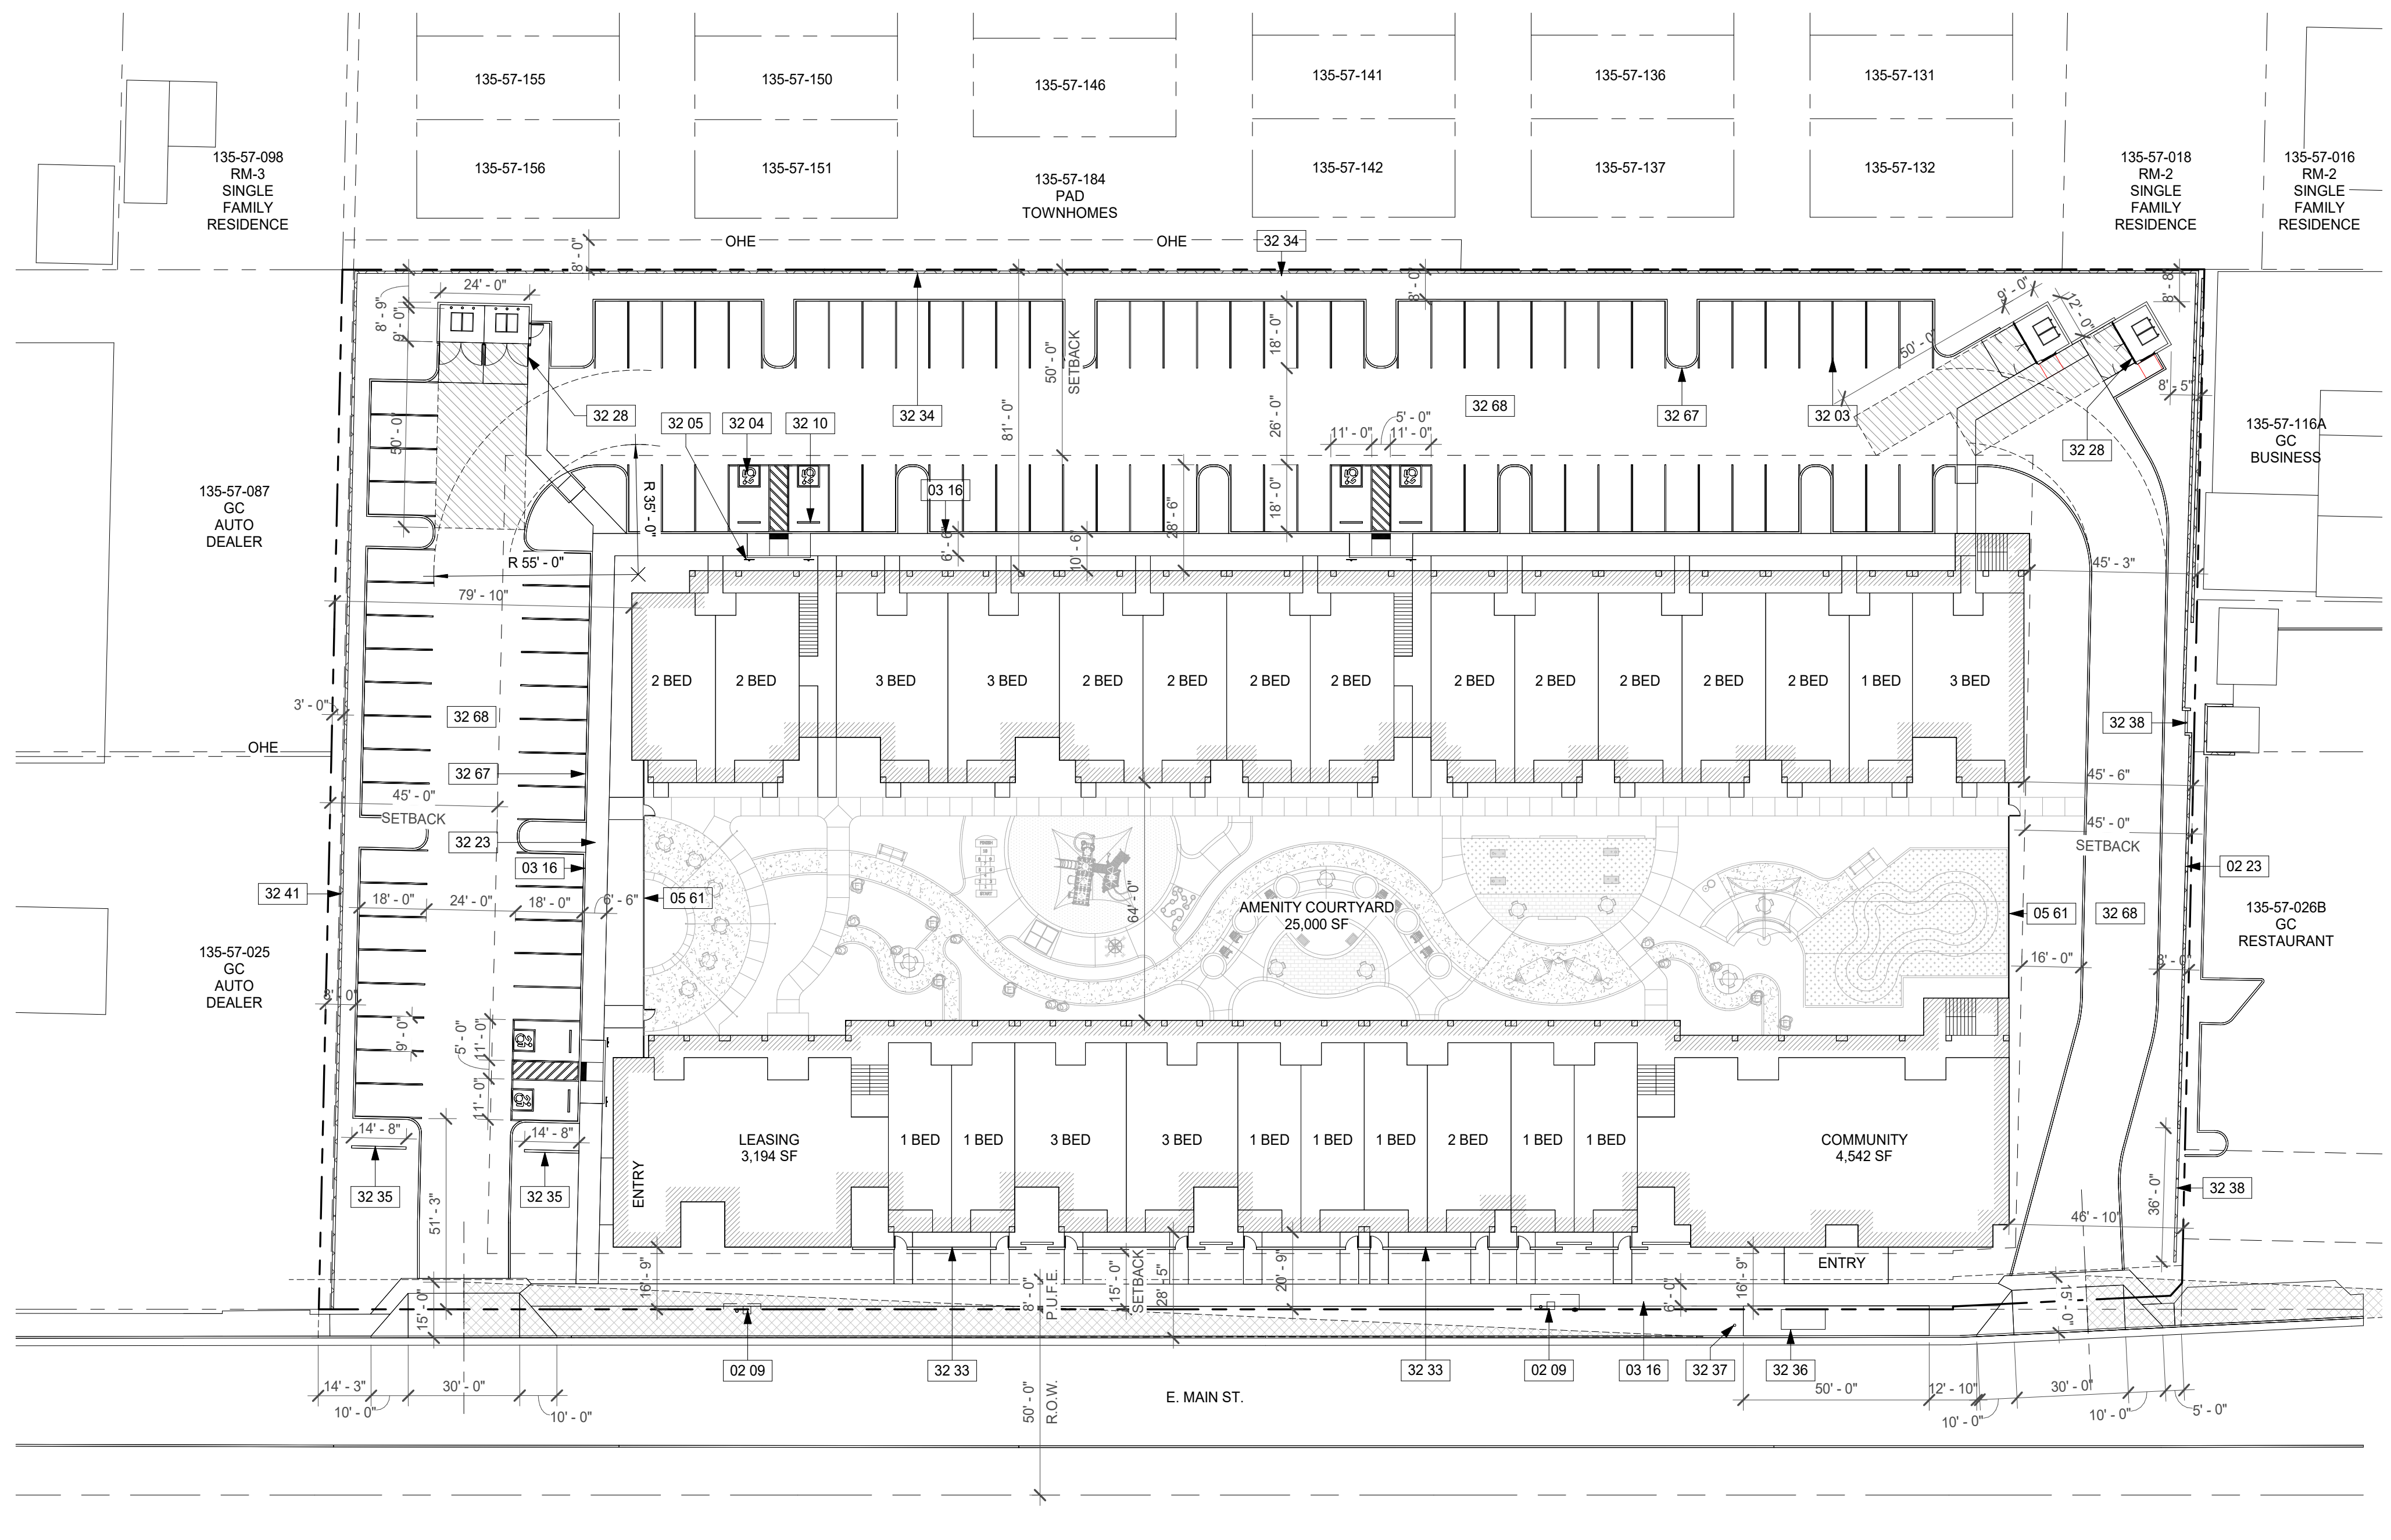 135-57-155
135-57-150
135-57-146
135-57-141
135-57-136
135-57-131
135-57-098
RM-3
SINGLE
FAMILY
RESIDENCE
135-57-156
135-57-151
135-57-184
PAD
TOWNHOMES
135-57-142
135-57-137
135-57-132
135-57-018
RM-2
SINGLE
FAMILY
RESIDENCE
135-57-016
RM-2
SINGLE
FAMILY
RESIDENCE
OHE
OHE
32 34
8' - 0"
8' - 9"
9' - 0"
24' - 0"
50' - 0"
SETBACK
18' - 0"
8' - 0"
9' - 0"
12' - 0"
50' - 0"
8' - 5"
32 28
32 05
32 04
32 10
32 34
81' - 0"
26' - 0"
5' - 0"
11' - 0"
11' - 0"
32 68
32 67
32 03
32 28
135-57-116A
GC
BUSINESS
50' - 0"
135-57-087
GC
AUTO
DEALER
R 35' - 0"
R 55' - 0"
03 16
6' - 6"
10' - 6"
28' - 6"
18' - 0"
45' - 3"
79' - 10"
2 BED
2 BED
3 BED
3 BED
2 BED
2 BED
2 BED
2 BED
2 BED
2 BED
2 BED
2 BED
2 BED
1 BED
3 BED
3' - 0"
32 68
32 38
OHE
32 67
45' - 0"
SETBACK
45' - 6"
32 23
45' - 0"
SETBACK
03 16
02 23
32 41
05 61
18' - 0"
24' - 0"
18' - 0"
6' - 6"
64' - 0"
AMENITY COURTYARD
25,000 SF
05 61
32 68
135-57-026B
GC
RESTAURANT
135-57-025
GC
AUTO
DEALER
16' - 0"
8' - 0"
8' - 0"
9' - 0"
5' - 0"
11' - 0"
11' - 0"
14' - 8"
14' - 8"
32 35
32 35
51' - 3"
ENTRY
LEASING
3,194 SF
1 BED
1 BED
3 BED
3 BED
1 BED
1 BED
1 BED
2 BED
1 BED
1 BED
COMMUNITY
4,542 SF
32 38
36' - 0"
46' - 10"
ENTRY
15' - 0"
16' - 9"
8' - 0"
P.U.F.E.
15' - 0"
SETBACK
28' - 5"
20' - 9"
6' - 0"
16' - 9"
15' - 0"
02 09
32 33
32 33
02 09
03 16
32 37
32 36
14' - 3"
30' - 0"
10' - 0"
10' - 0"
50' - 0"
R.O.W.
E. MAIN ST.
50' - 0"
12' - 10"
30' - 0"
10' - 0"
10' - 0"
5' - 0"